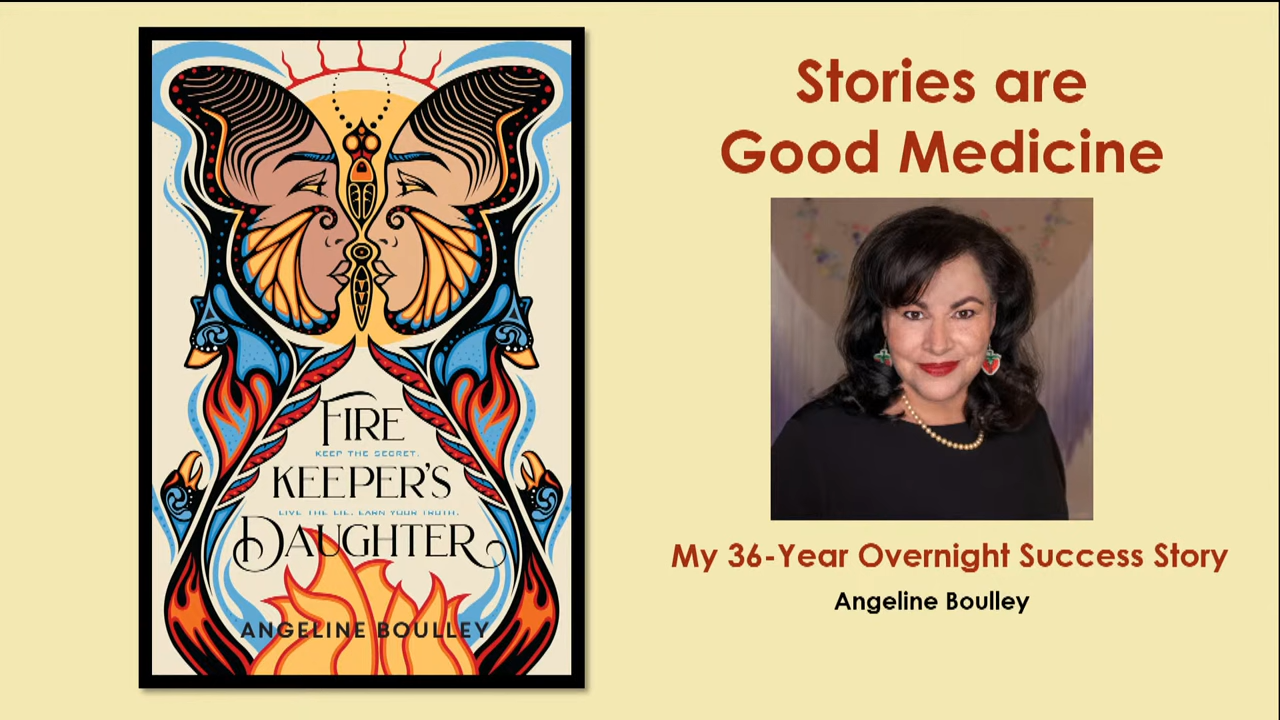 Stories are
Good Medicine
FIRE
KEEP THE SECRET.
KEEPER'S
LIVE THE LIE. EARN YOUR TRUTH.
DAUGHTER
ANGELINE BOULLEY
My 36-Year Overnight Success Story
Angeline Boulley